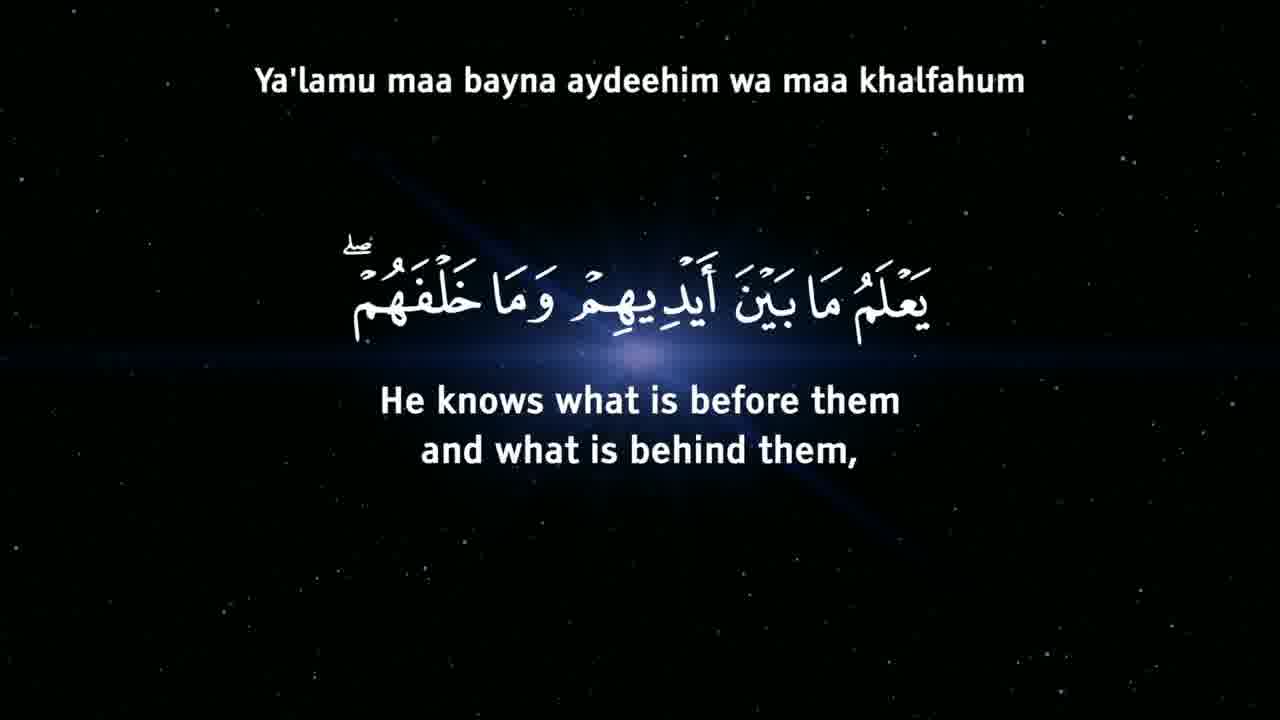 Ya'lamu maa bayna aydeehim wa maa khalfahum
يَعْلَمُ مَا بَيْنَ أَيْدِيهِمْ وَمَا خَلْفَهُمْ ۖ
He knows what is before them
and what is behind them,